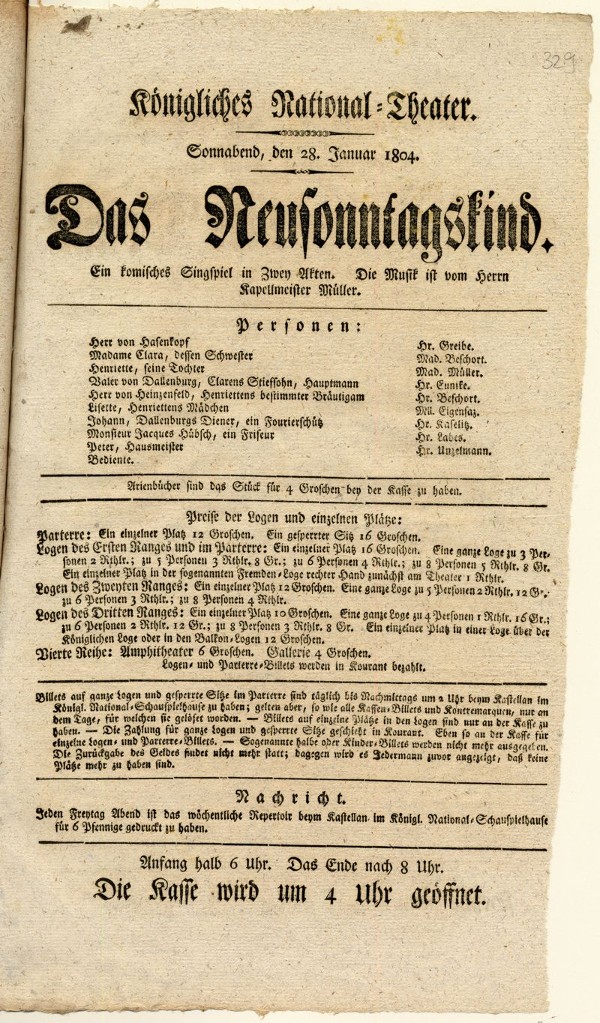 329
Königliches National-Theater.
Sonnabend, den 28. Januar 1804.
Das Neusonntagskind.
Ein komisches Singspiel in Zwey Akten. Die Musik ist vom Herrn
Kapellmeister Müller.
Personen:
Herr von Hasenkopf Hr. Greibe.
Madame Clara, dessen Schwester Mad. Beschort.
Henriette, seine Tochter Mad. Müller.
Vater von Dallenburg, Clarens Stiefsohn, Hauptmann Hr. Eunike.
Herr von Heinzenfeld, Henriettens bestimmter Bräutigam Hr. Beschort.
Lisette, Henriettens Mädchen Mll. Eigensaz.
Johann, Dallenburgs Diener, ein Fourierschütz Hr. Kaselitz.
Monsieur Jacques Hübsch, ein Friseur Hr. Labes.
Peter, Hausmeister Hr. Unzelmann.
Bediente.
Arienbücher sind das Stück für 4 Groschen bey der Kasse zu haben.
Preise der Logen und einzelnen Plätze:
Parterre: Ein einzelner Platz 12 Groschen. Ein gesperrter Sitz 16 Groschen.
Logen des Ersten Ranges und im Parterre: Ein einzelner Platz 16 Groschen. Eine ganze Loge zu 3 Per-
sonen 2 Rthlr.; zu 5 Personen 3 Rthlr. 8 Gr.; zu 6 Personen 4 Rthlr.; zu 8 Personen 5 Rthlr. 8 Gr.
Ein einzelner Platz in der sogenannten Fremden-Loge rechter Hand zunächst am Theater 1 Rthlr.
Logen des Zweyten Ranges: Ein einzelner Platz 12 Groschen. Eine ganze Loge zu 5 Personen 2 Rthlr. 12 Gr.;
zu 6 Personen 3 Rthlr.; zu 8 Personen 4 Rthlr.
Logen des Dritten Ranges: Ein einzelner Platz 10 Groschen. Eine ganze Loge zu 4 Personen 1 Rthlr. 16 Gr.;
zu 6 Personen 2 Rthlr. 12 Gr.; zu 8 Personen 3 Rthlr. 8 Gr. Ein einzelner Platz in einer Loge über der
Königlichen Loge oder in den Balkon-Logen 12 Groschen.
Vierte Reihe: Amphitheater 6 Groschen. Gallerie 4 Groschen.
Logen- und Parterre-Billets werden in Kourant bezahlt.
Billets auf ganze Logen und gesperrte Sitze im Parterre sind täglich bis Nachmittags um 2 Uhr beym Kastellan im
Königl. National-Schauspielhause zu haben; gelten aber, so wie alle Kassen-Billets und Kontremarquen, nur an
dem Tage, für welchen sie gelöset worden. — Billets auf einzelne Plätze in den Logen sind nur an der Kasse zu
haben. — Die Zahlung für ganze Logen und gesperrte Sitze geschieht in Kourant. Eben so an der Kasse für
einzelne Logen- und Parterre-Billets. — Sogenannte halbe oder Kinder-Billets werden nicht mehr ausgegeben.
Die Zurückgabe des Geldes findet nicht mehr statt; dagegen wird es Jedermann zuvor angezeigt, daß keine
Plätze mehr zu haben sind.
Nachricht.
Jeden Freytag Abend ist das wöchentliche Repertoir beym Kastellan im Königl. National-Schauspielhause
für 6 Pfennige gedruckt zu haben.
Anfang halb 6 Uhr. Das Ende nach 8 Uhr.
Die Kasse wird um 4 Uhr geöffnet.